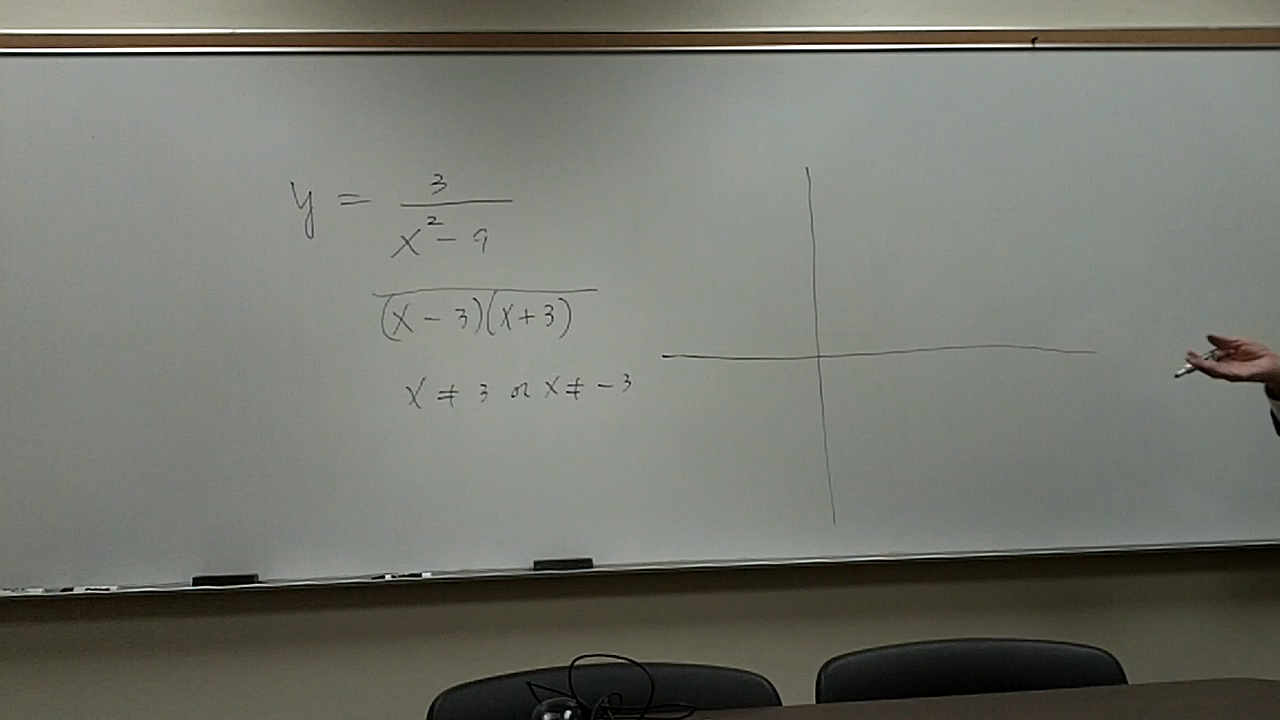 y = 3
x² - 9
(x - 3)(x + 3)
x ≠ 3 or x ≠ -3